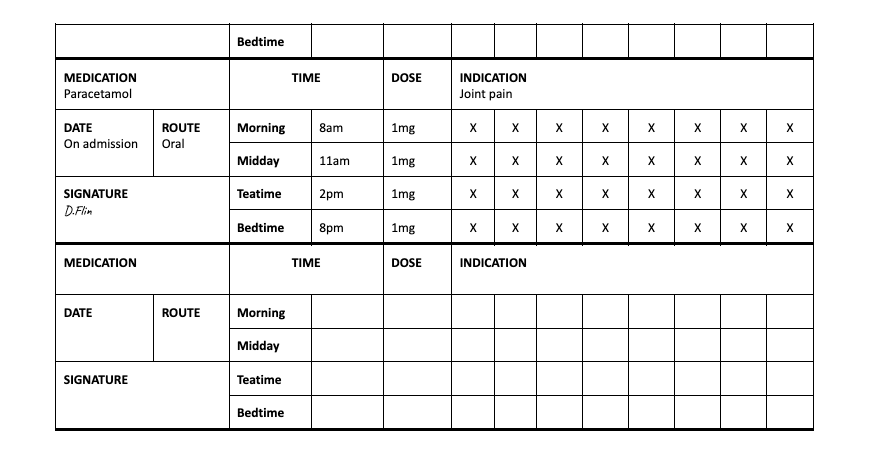 Bedtime
MEDICATION TIME DOSE INDICATION
Paracetamol Joint pain
DATE ROUTE Morning 8am 1mg X X X X X X X X
On admission Oral
Midday 11am 1mg X X X X X X X X
SIGNATURE Teatime 2pm 1mg X X X X X X X X
D.Flin
Bedtime 8pm 1mg X X X X X X X X
MEDICATION TIME DOSE INDICATION
DATE ROUTE Morning
Midday
SIGNATURE Teatime
Bedtime